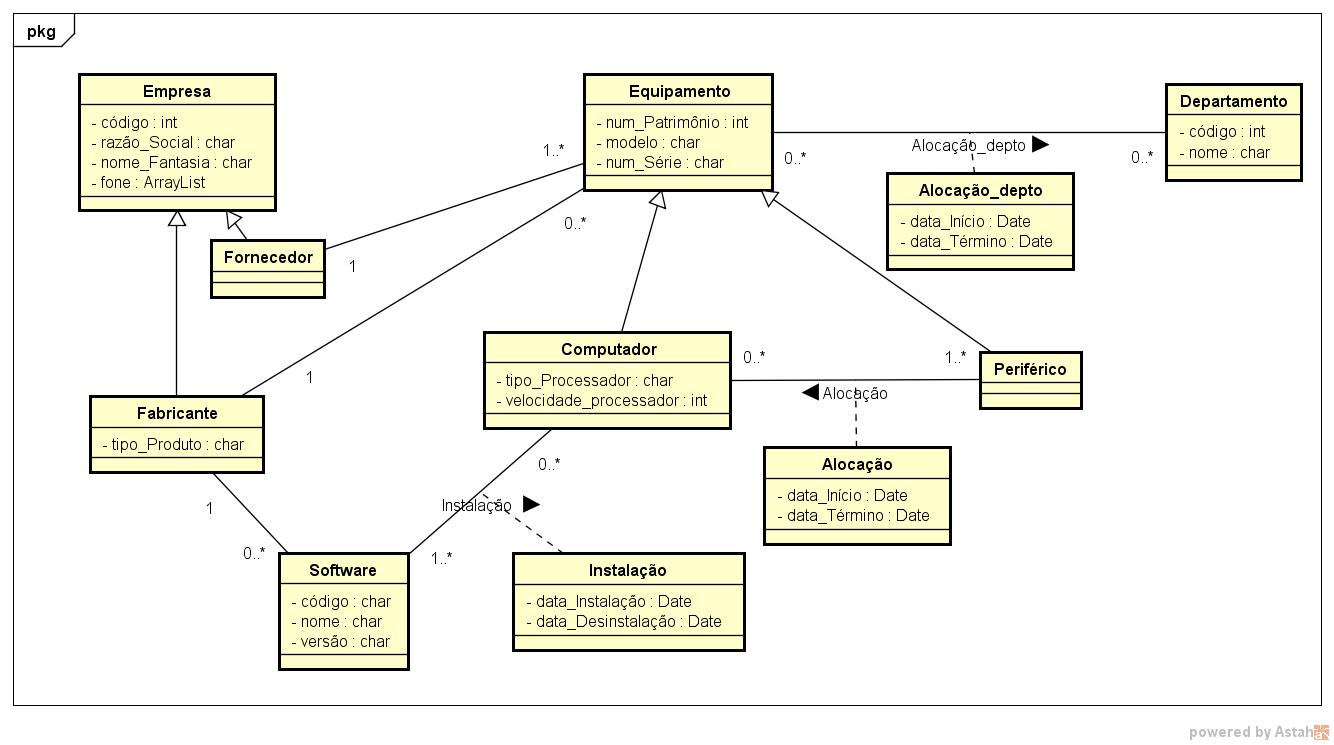 pkg
Empresa
- código : int
- razão_Social : char
- nome_Fantasia : char
- fone : ArrayList
Equipamento
- num_Patrimônio : int
- modelo : char
- num_Série : char
Departamento
- código : int
- nome : char
1..*
0..*
Alocação_depto
0..*
Alocação_depto
- data_Início : Date
- data_Término : Date
0..*
Fornecedor
1
Computador
- tipo_Processador : char
- velocidade_processador : int
0..*
1..*
Periférico
1
Alocação
Fabricante
- tipo_Produto : char
0..*
Alocação
- data_Início : Date
- data_Término : Date
1
Instalação
0..*
1..*
Software
- código : char
- nome : char
- versão : char
Instalação
- data_Instalação : Date
- data_Desinstalação : Date
powered by Astah